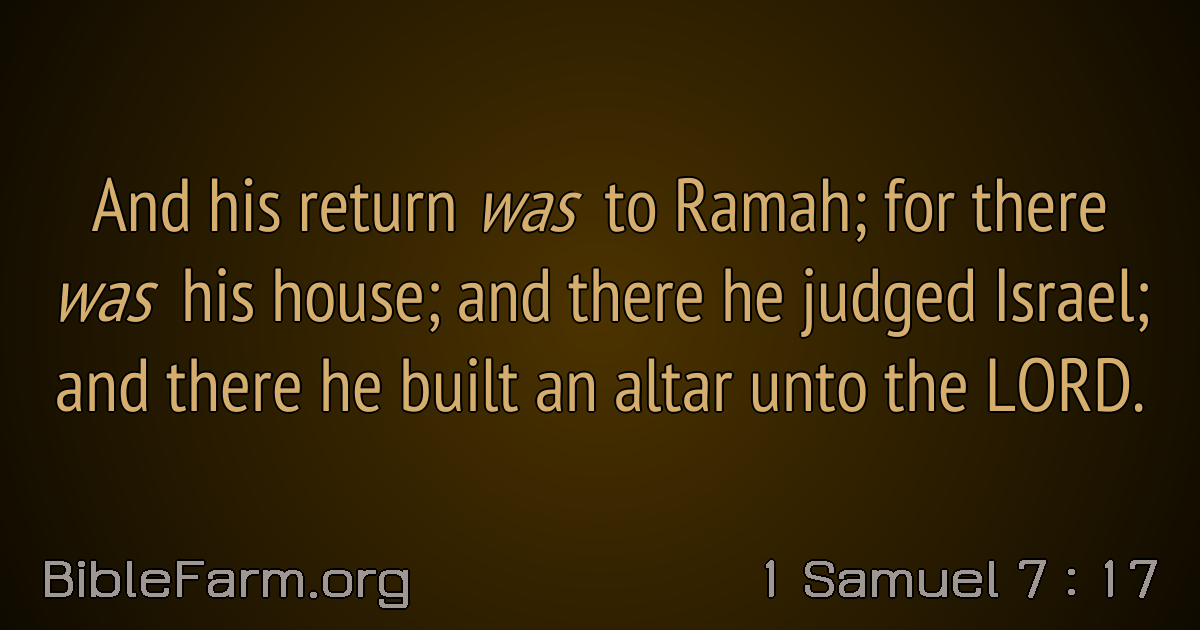 And his return was to Ramah; for there
was his house; and there he judged Israel;
and there he built an altar unto the LORD.
BibleFarm.org
1 Samuel 7 : 17